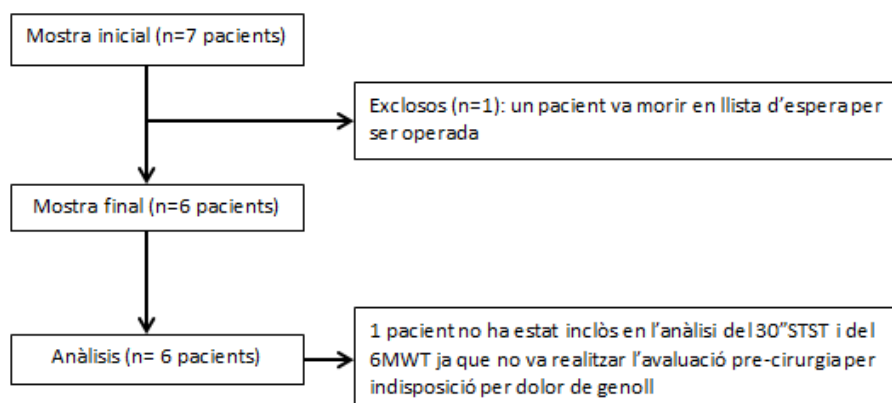 Mostra inicial (n=7 pacients)
Exclosos (n=1): un pacient va morir en llista d'espera per
ser operada
Mostra final (n=6 pacients)
Anàlisis (n= 6 pacients)
1 pacient no ha estat inclòs en l'anàlisi del 30"STST i del
6MWT ja que no va realitzar l'avaluació pre-cirurgia per
indisposició per dolor de genoll